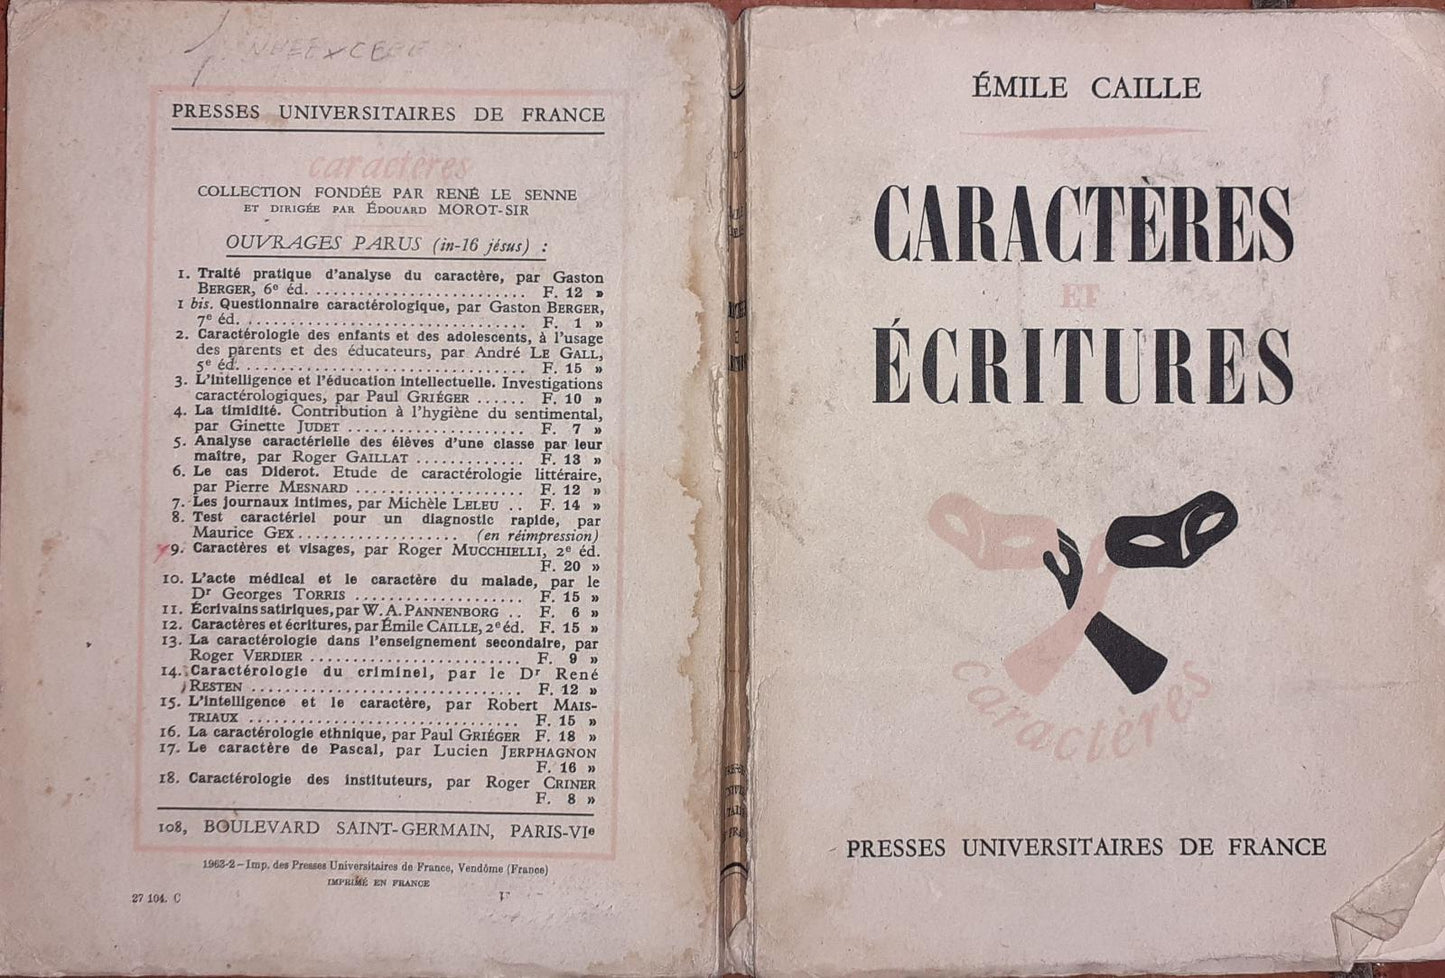 PRESSES UNIVERSITAIRES DE FRANCE
caractères
COLLECTION FONDÉE PAR RENÉ LE SENNE
ET DIRIGÉE PAR ÉDOUARD MOROT-SIR
OUVRAGES PARUS (in-16 jésus) :
1. Traité pratique d'analyse du caractère, par Gaston
BERGER, 6e éd. ........................ F. 12 »
1 bis. Questionnaire caractérologique, par Gaston BERGER,
7e éd. ................................ F. 1 »
2. Caractérologie des enfants et des adolescents, à l'usage
des parents et des éducateurs, par André LE GALL,
5e éd. ................................ F. 15 »
3. L'intelligence et l'éducation intellectuelle. Investigations
caractérologiques, par Paul GRIÉGER ...... F. 10 »
4. La timidité. Contribution à l'hygiène du sentimental,
par Ginette JUDET .................... F. 7 »
5. Analyse caractérielle des élèves d'une classe par leur
maître, par Roger GAILLAT ............. F. 13 »
6. Le cas Diderot. Etude de caractérologie littéraire,
par Pierre MESNARD ................... F. 12 »
7. Les journaux intimes, par Michèle LELEU .. F. 14 »
8. Test caractériel pour un diagnostic rapide, par
Maurice GEX.................. (en réimpression)
9. Caractères et visages, par Roger MUCCHIELLI, 2e éd.
F. 20 »
10. L'acte médical et le caractère du malade, par le
Dr Georges TORRIS ................... F. 15 »
11. Écrivains satiriques, par W. A. PANNENBORG .. F. 6 »
12. Caractères et écritures, par Émile CAILLE, 2e éd. F. 15 »
13. La caractérologie dans l'enseignement secondaire, par
Roger VERDIER ........................ F. 9 »
14. Caractérologie du criminel, par le Dr René
RESTEN ............................... F. 12 »
15. L'intelligence et le caractère, par Robert MAIS-
TRIAUX ............................... F. 15 »
16. La caractérologie ethnique, par Paul GRIÉGER F. 18 »
17. Le caractère de Pascal, par Lucien JERPHAGNON
F. 16 »
18. Caractérologie des instituteurs, par Roger CRINER
F. 8 »
108, BOULEVARD SAINT-GERMAIN, PARIS-VIe
1963-2 – Imp. des Presses Universitaires de France, Vendôme (France)
IMPRIMÉ EN FRANCE
27 104. C
ÉMILE CAILLE
CARACTÈRES
ET
ÉCRITURES
caractères
PRESSES UNIVERSITAIRES DE FRANCE